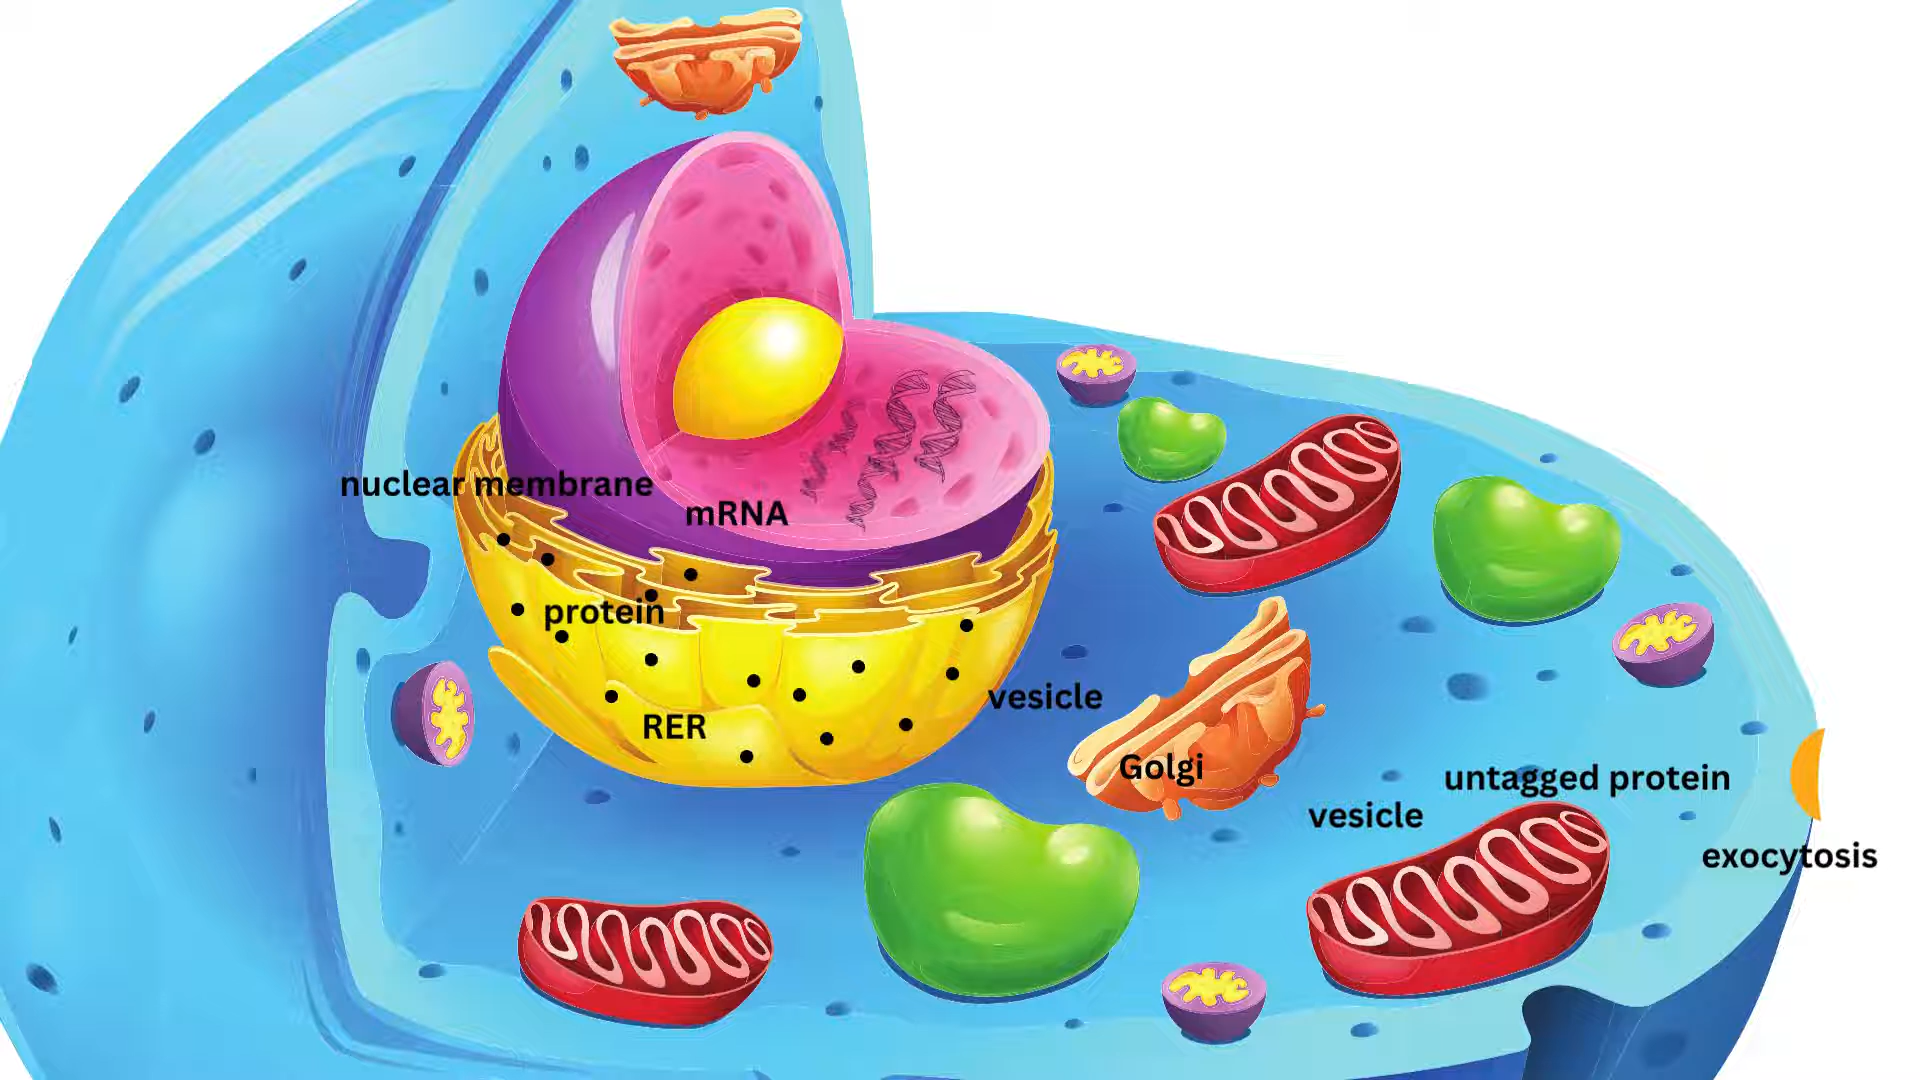 nuclear membrane
mRNA
protein
RER
vesicle
Golgi
untagged protein
vesicle
exocytosis